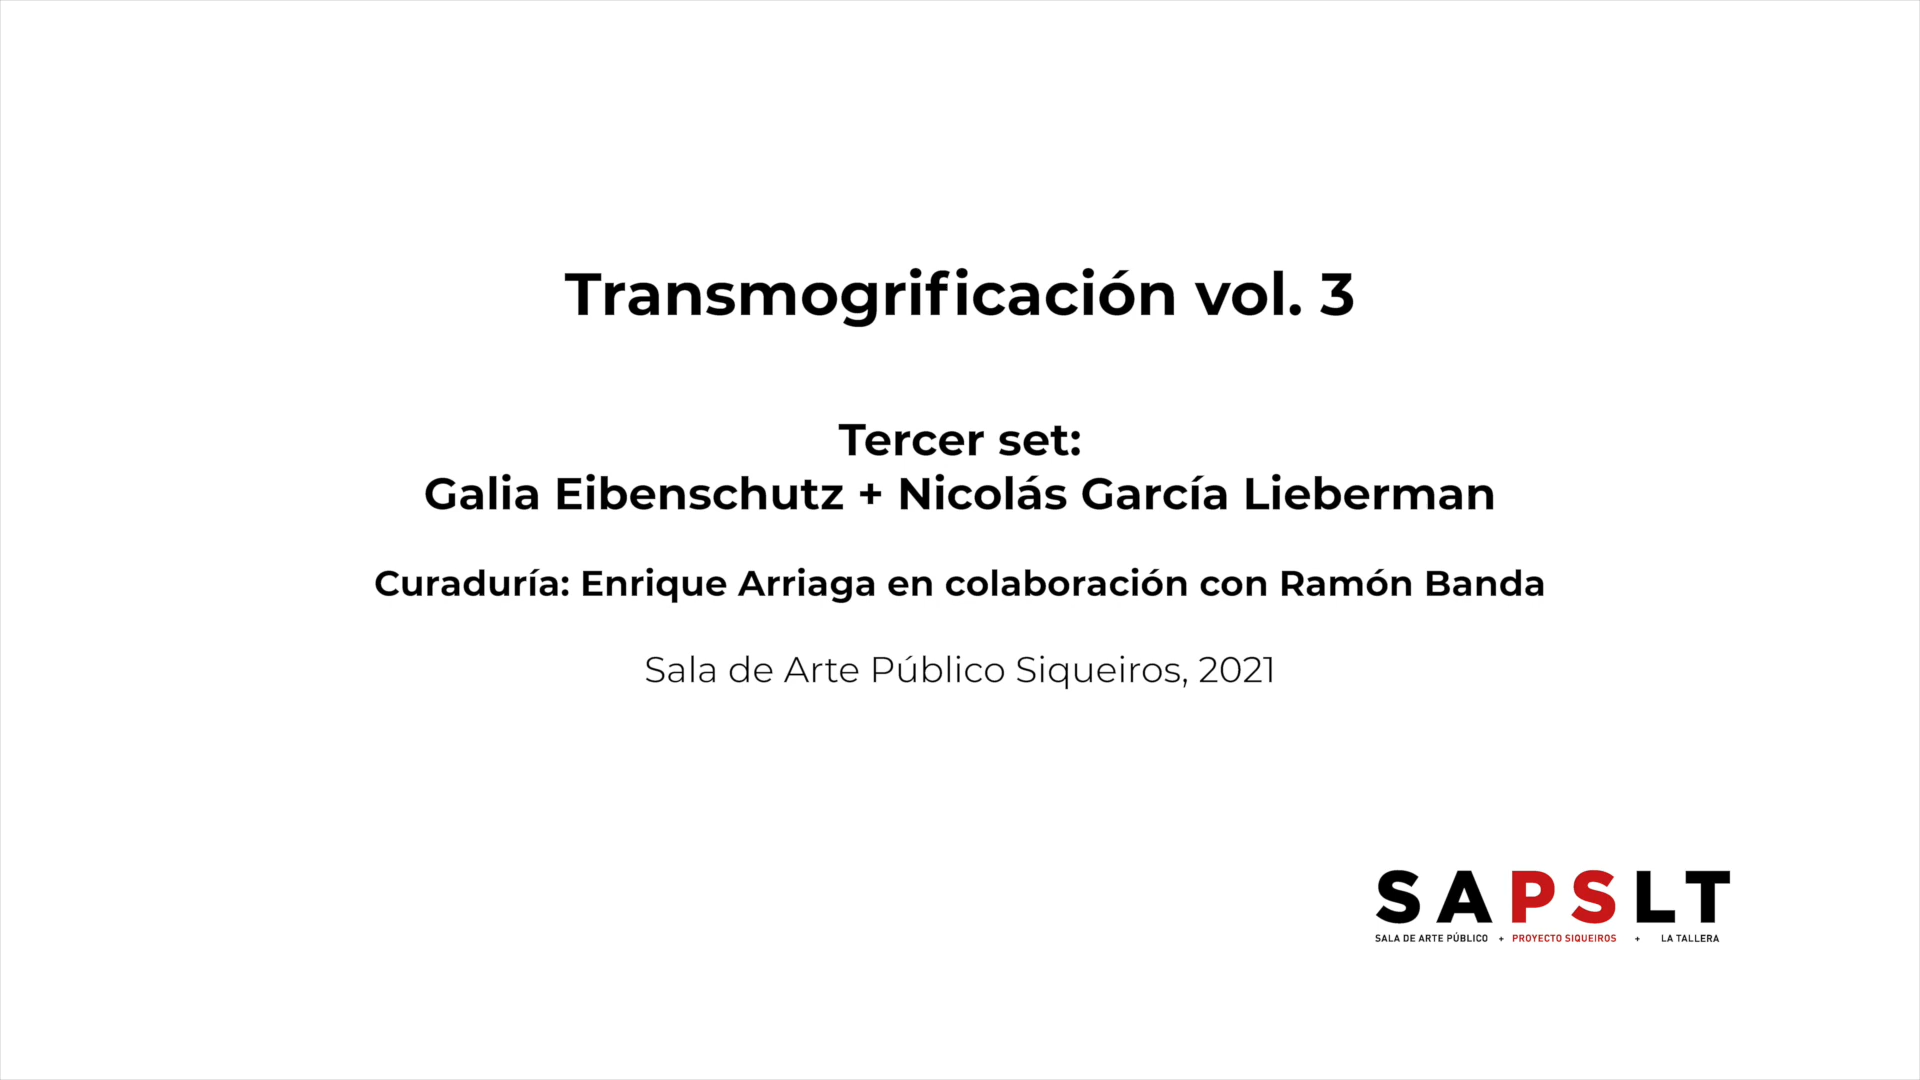 Transmogrificación vol. 3
Tercer set:
Galia Eibenschutz + Nicolás García Lieberman
Curaduría: Enrique Arriaga en colaboración con Ramón Banda
Sala de Arte Público Siqueiros, 2021
SAPSLT
SALA DE ARTE PÚBLICO + PROYECTO SIQUEIROS + LA TALLERA